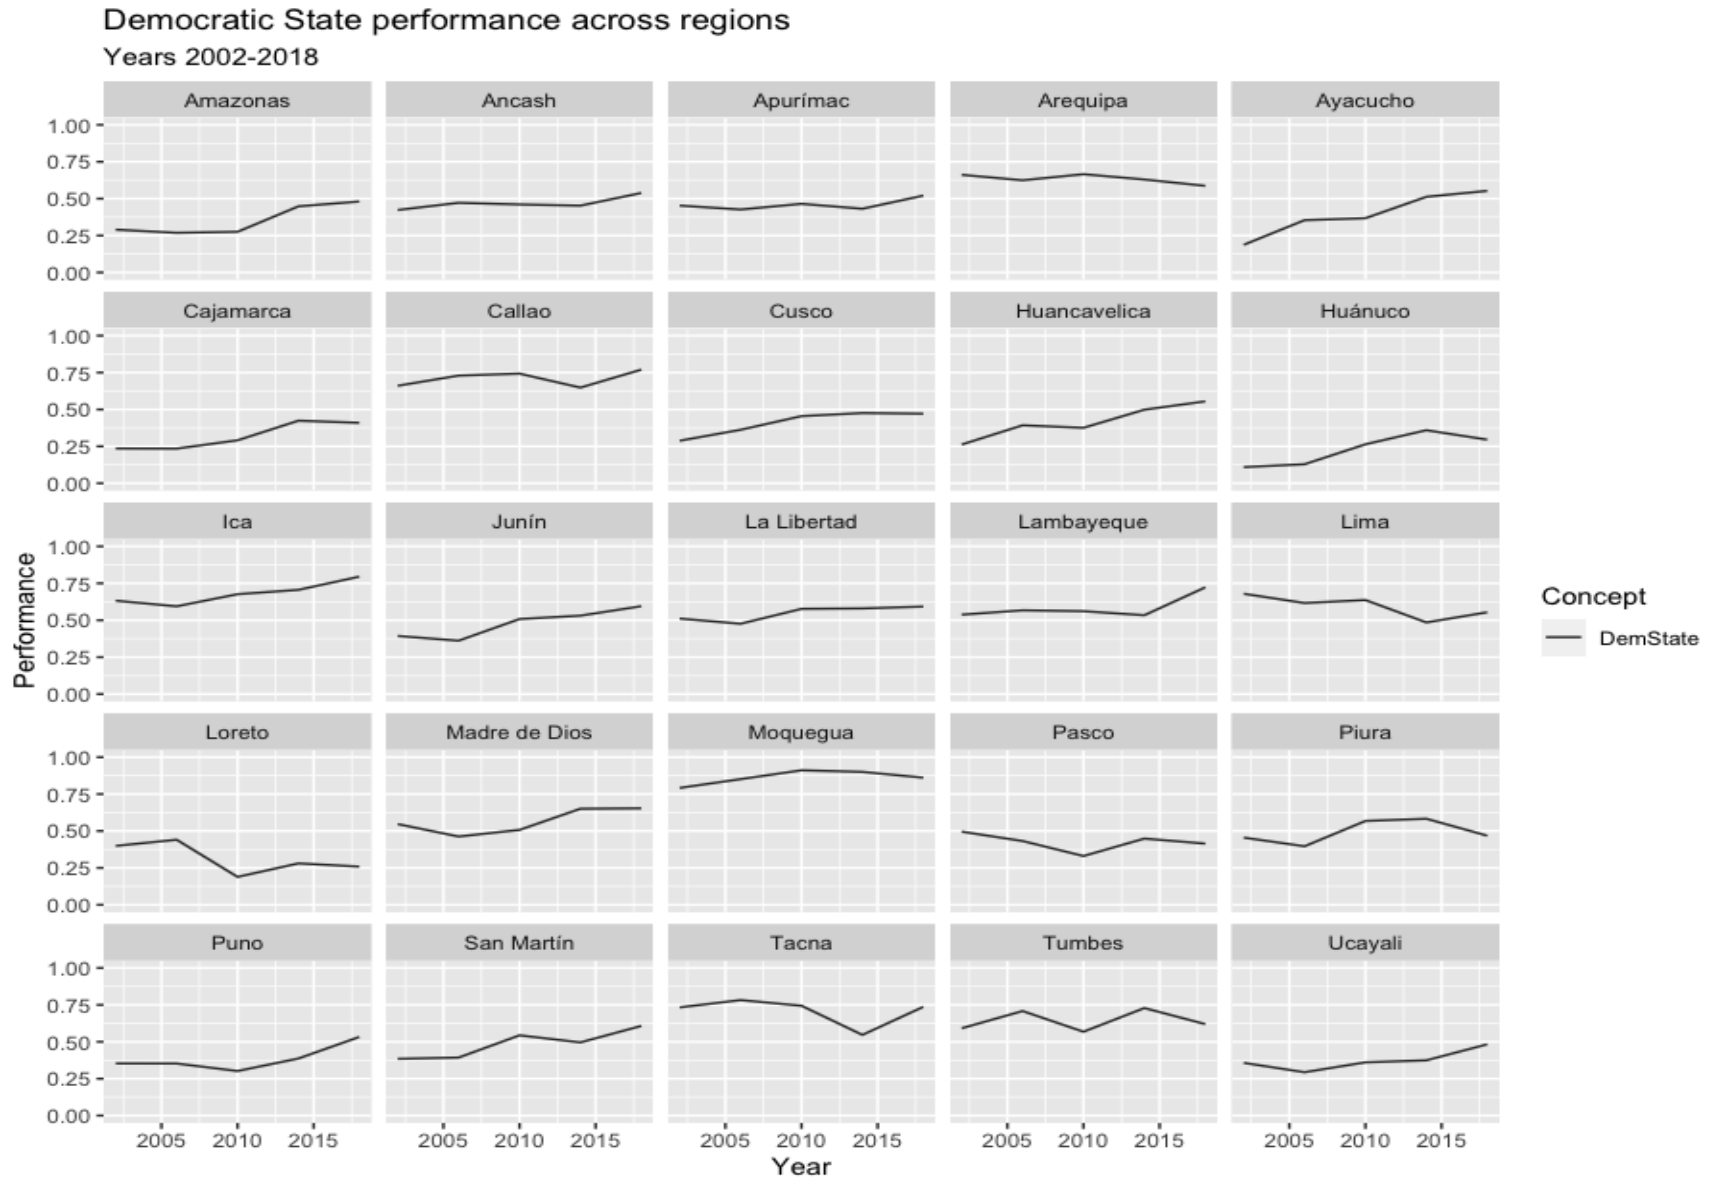 Democratic State performance across regions
Years 2002-2018
Amazonas Ancash Apurímac Arequipa Ayacucho
1.00
0.75
0.50
0.25
0.00
Cajamarca Callao Cusco Huancavelica Huánuco
1.00
0.75
0.50
0.25
0.00
Ica Junín La Libertad Lambayeque Lima
1.00
0.75
0.50
0.25
0.00
Performance
Concept
DemState
Loreto Madre de Dios Moquegua Pasco Piura
1.00
0.75
0.50
0.25
0.00
Puno San Martín Tacna Tumbes Ucayali
1.00
0.75
0.50
0.25
0.00
2005 2010 2015 2005 2010 2015 2005 2010 2015 2005 2010 2015 2005 2010 2015
Year